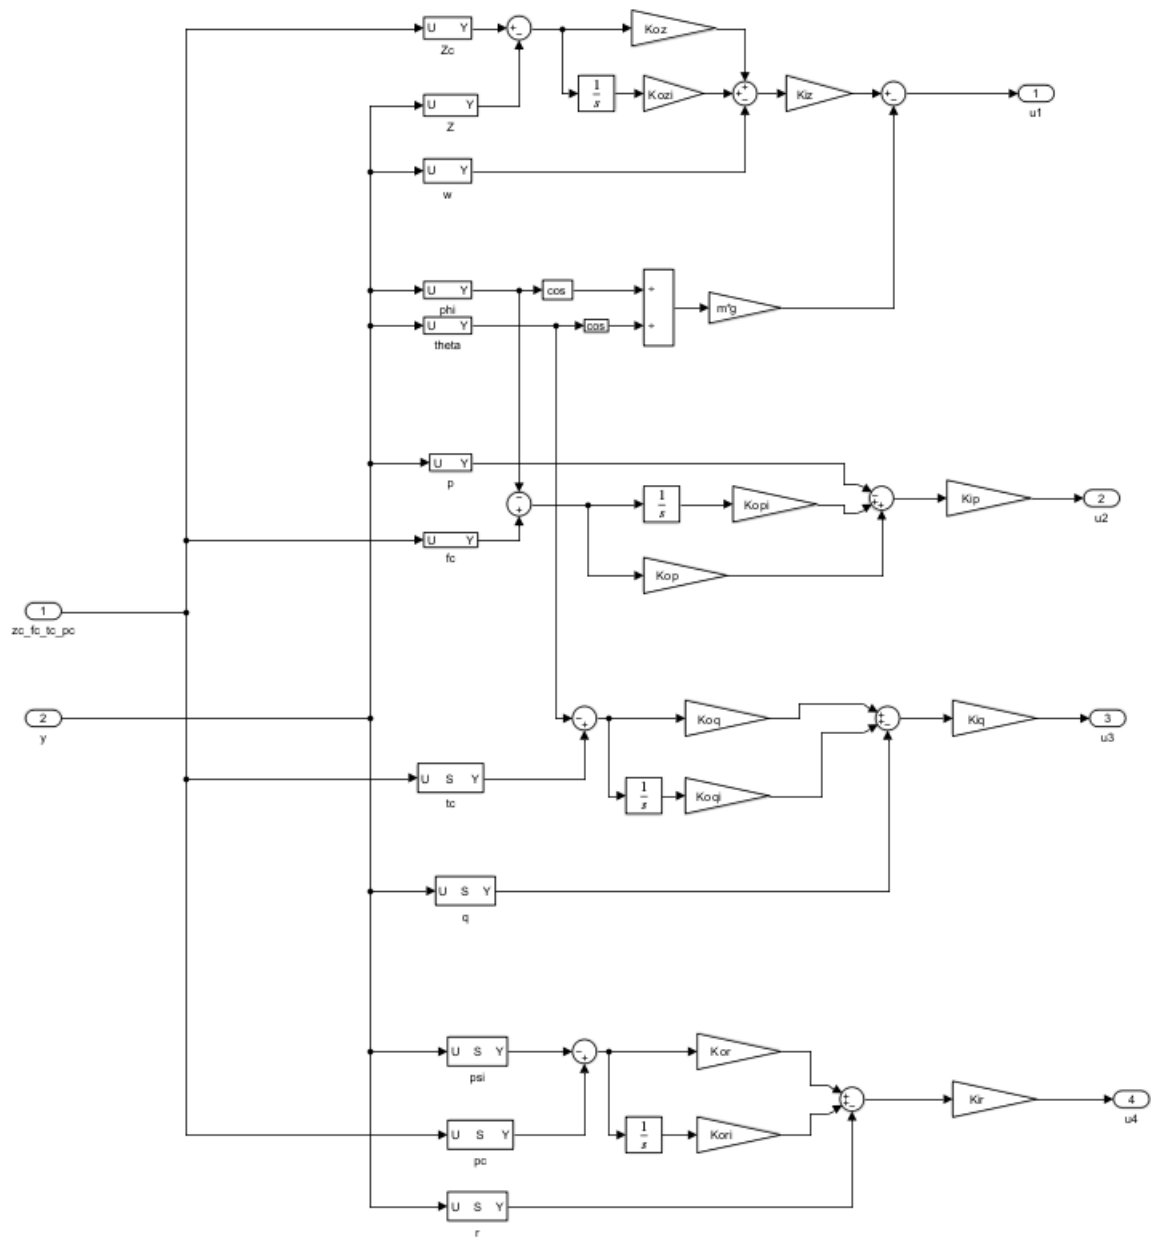 U Y
Zc
+ −
Koz
1
s
Kozi
+
+ −
Kiz
+ −
1
u1
U Y
Z
U Y
w
U Y
phi
cos
÷
U Y
theta
cos
÷
m*g
U Y
p
−
+
1
s
Kopi
−
+
+
Kip
2
u2
U Y
fc
Kop
1
zc_fc_tc_pc
2
y
−
+
Koq
+
+
−
Kiq
3
u3
U S Y
tc
1
s
Koqi
U S Y
q
U S Y
psi
−
+
Kor
+
+
−
Kir
4
u4
U S Y
pc
1
s
Kori
U S Y
r